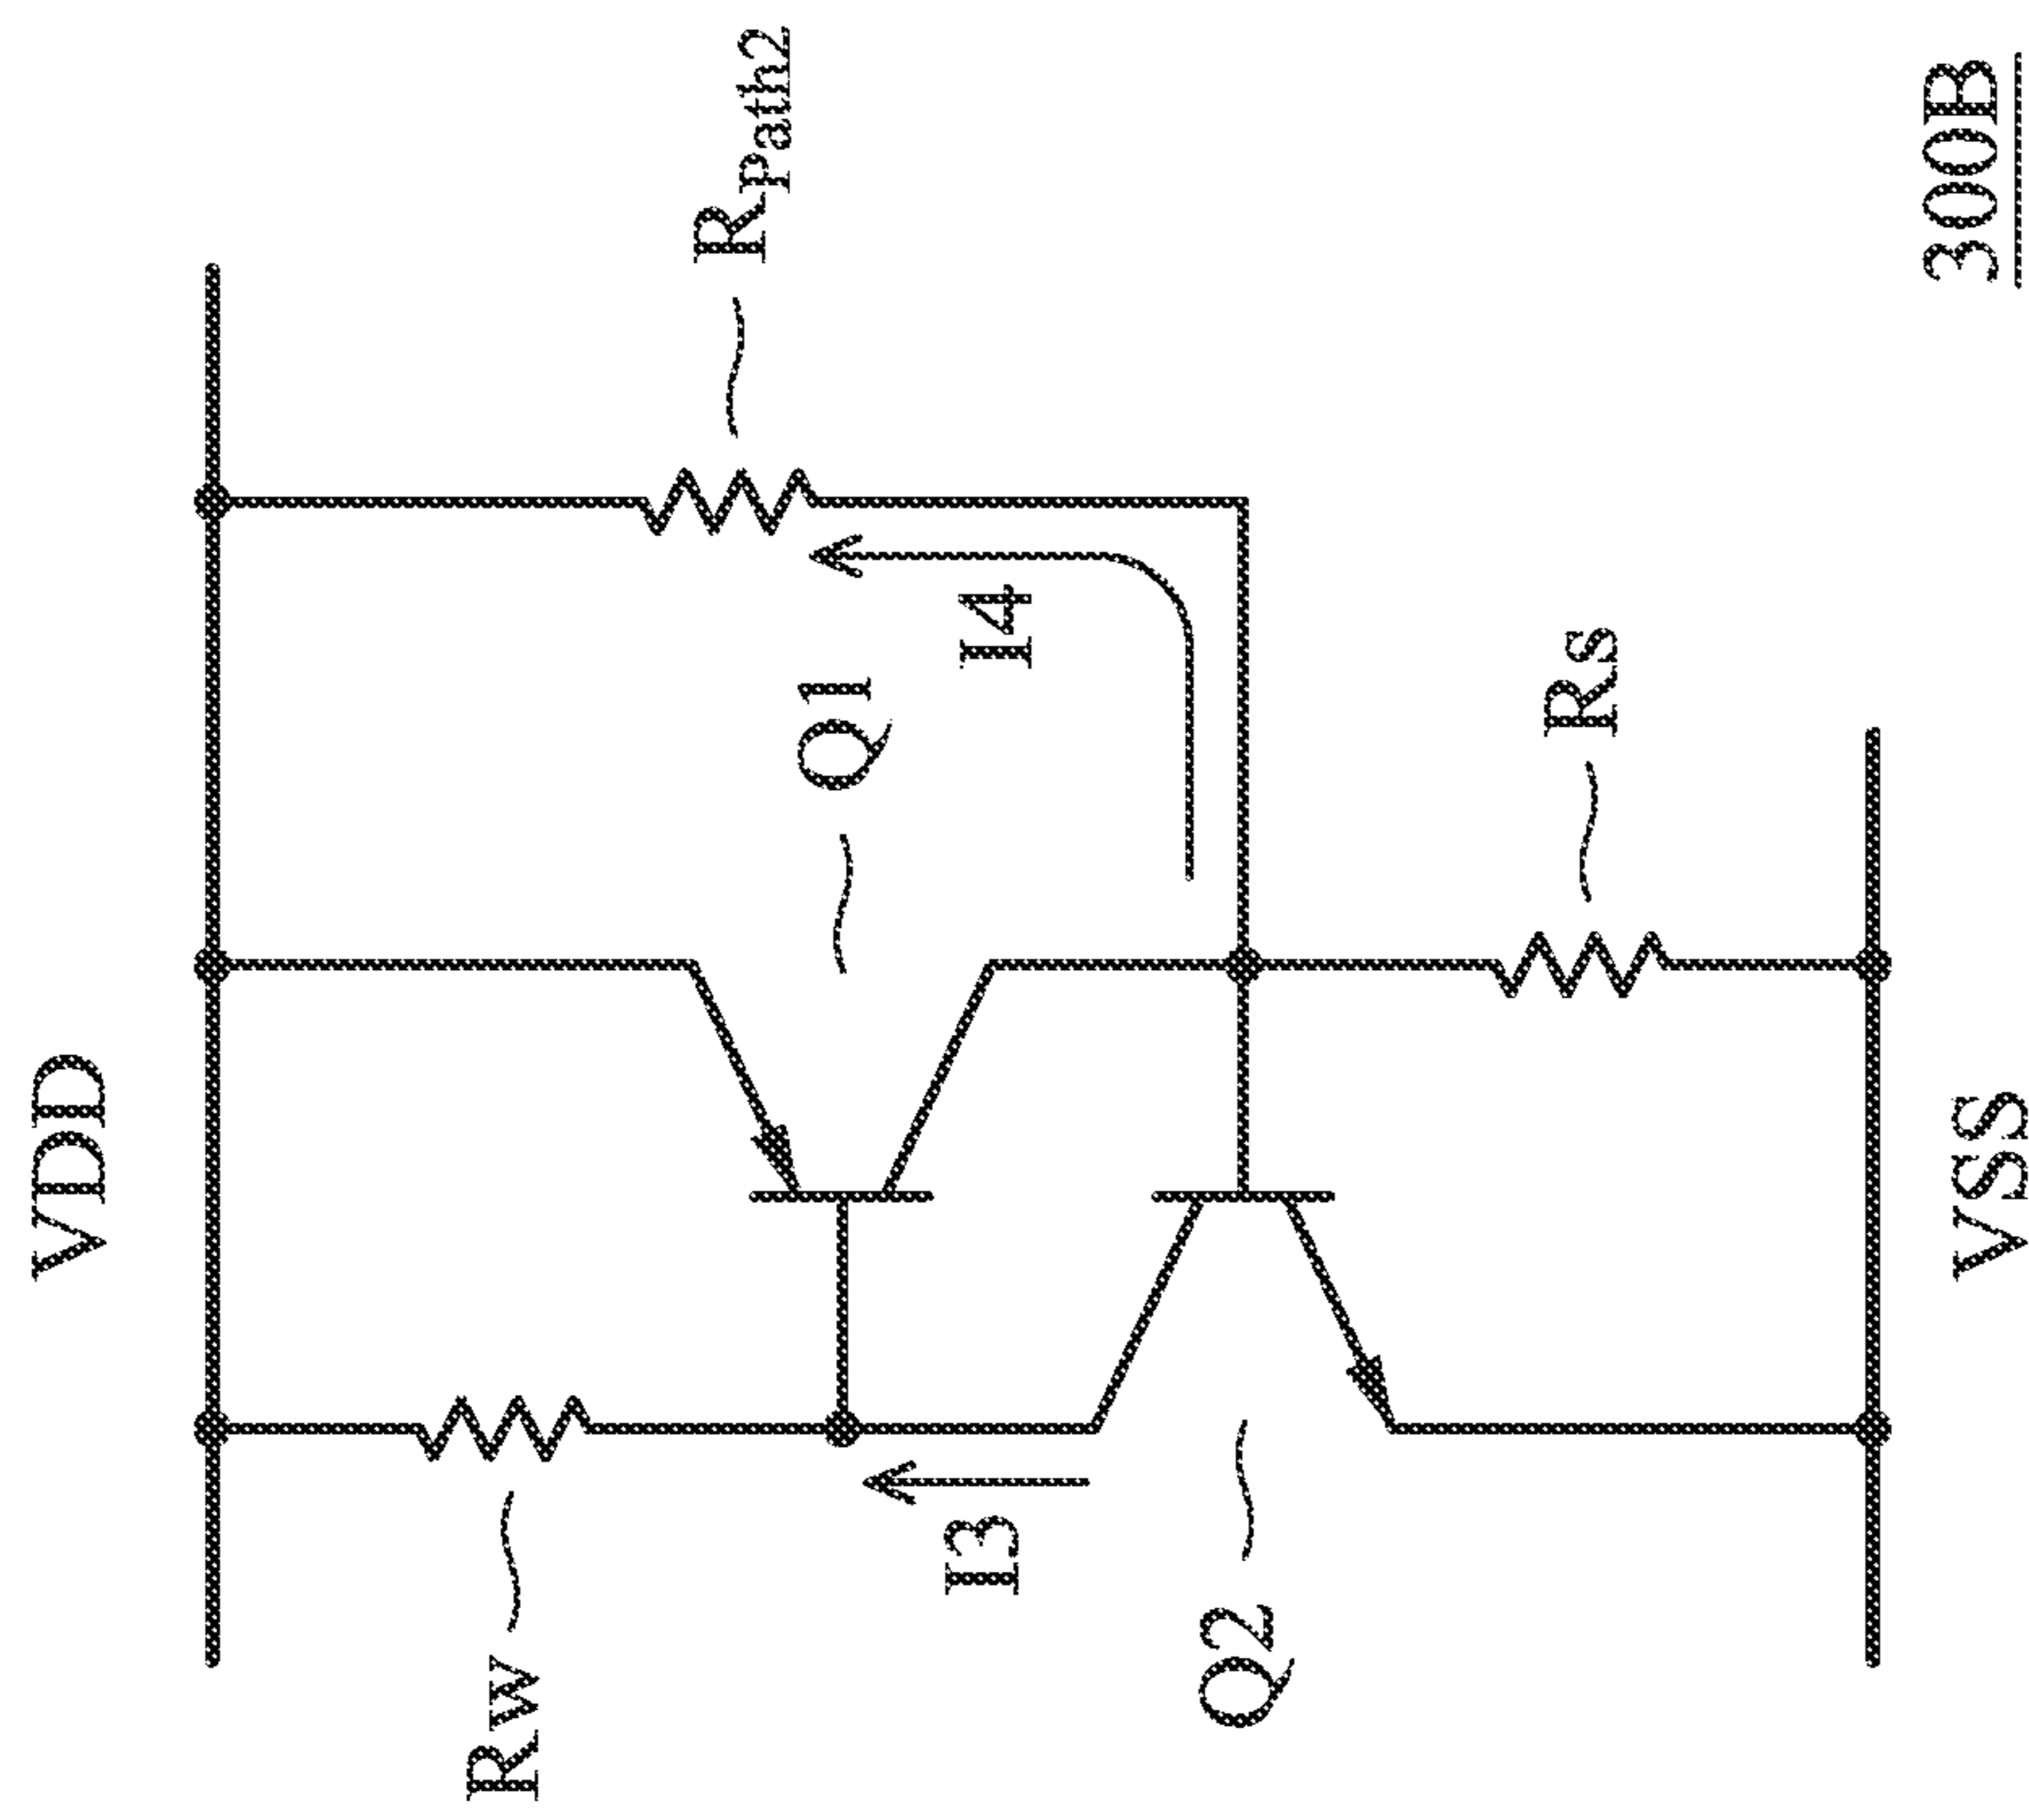 VDD
Rw
Q1
R_Path2
I3
I4
Q2
Rs
VSS
300B